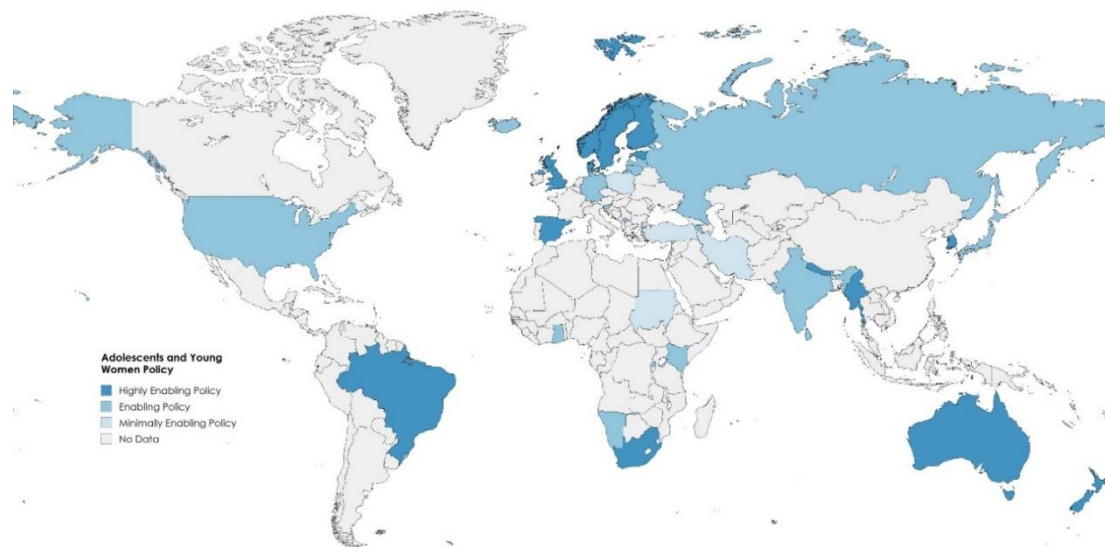 Adolescents and Young
Women Policy
Highly Enabling Policy
Enabling Policy
Minimally Enabling Policy
No Data